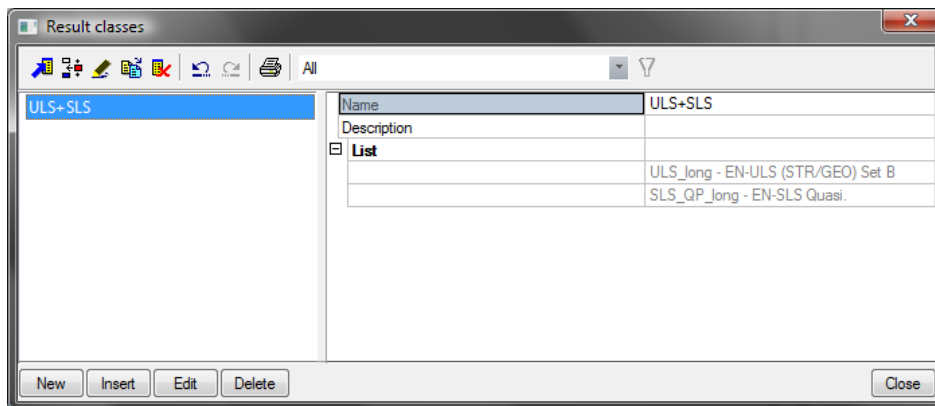 Result classes
All
ULS+SLS
Name ULS+SLS
Description
List
ULS_long - EN-ULS (STR/GEO) Set B
SLS_QP_long - EN-SLS Quasi.
New Insert Edit Delete Close